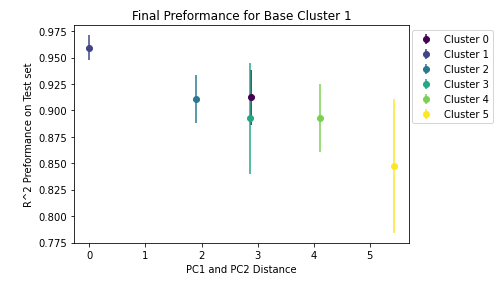 Final Preformance for Base Cluster 1
R^2 Preformance on Test set
0.975
0.950
0.925
0.900
0.875
0.850
0.825
0.800
0.775
0
1
2
3
4
5
PC1 and PC2 Distance
Cluster 0
Cluster 1
Cluster 2
Cluster 3
Cluster 4
Cluster 5